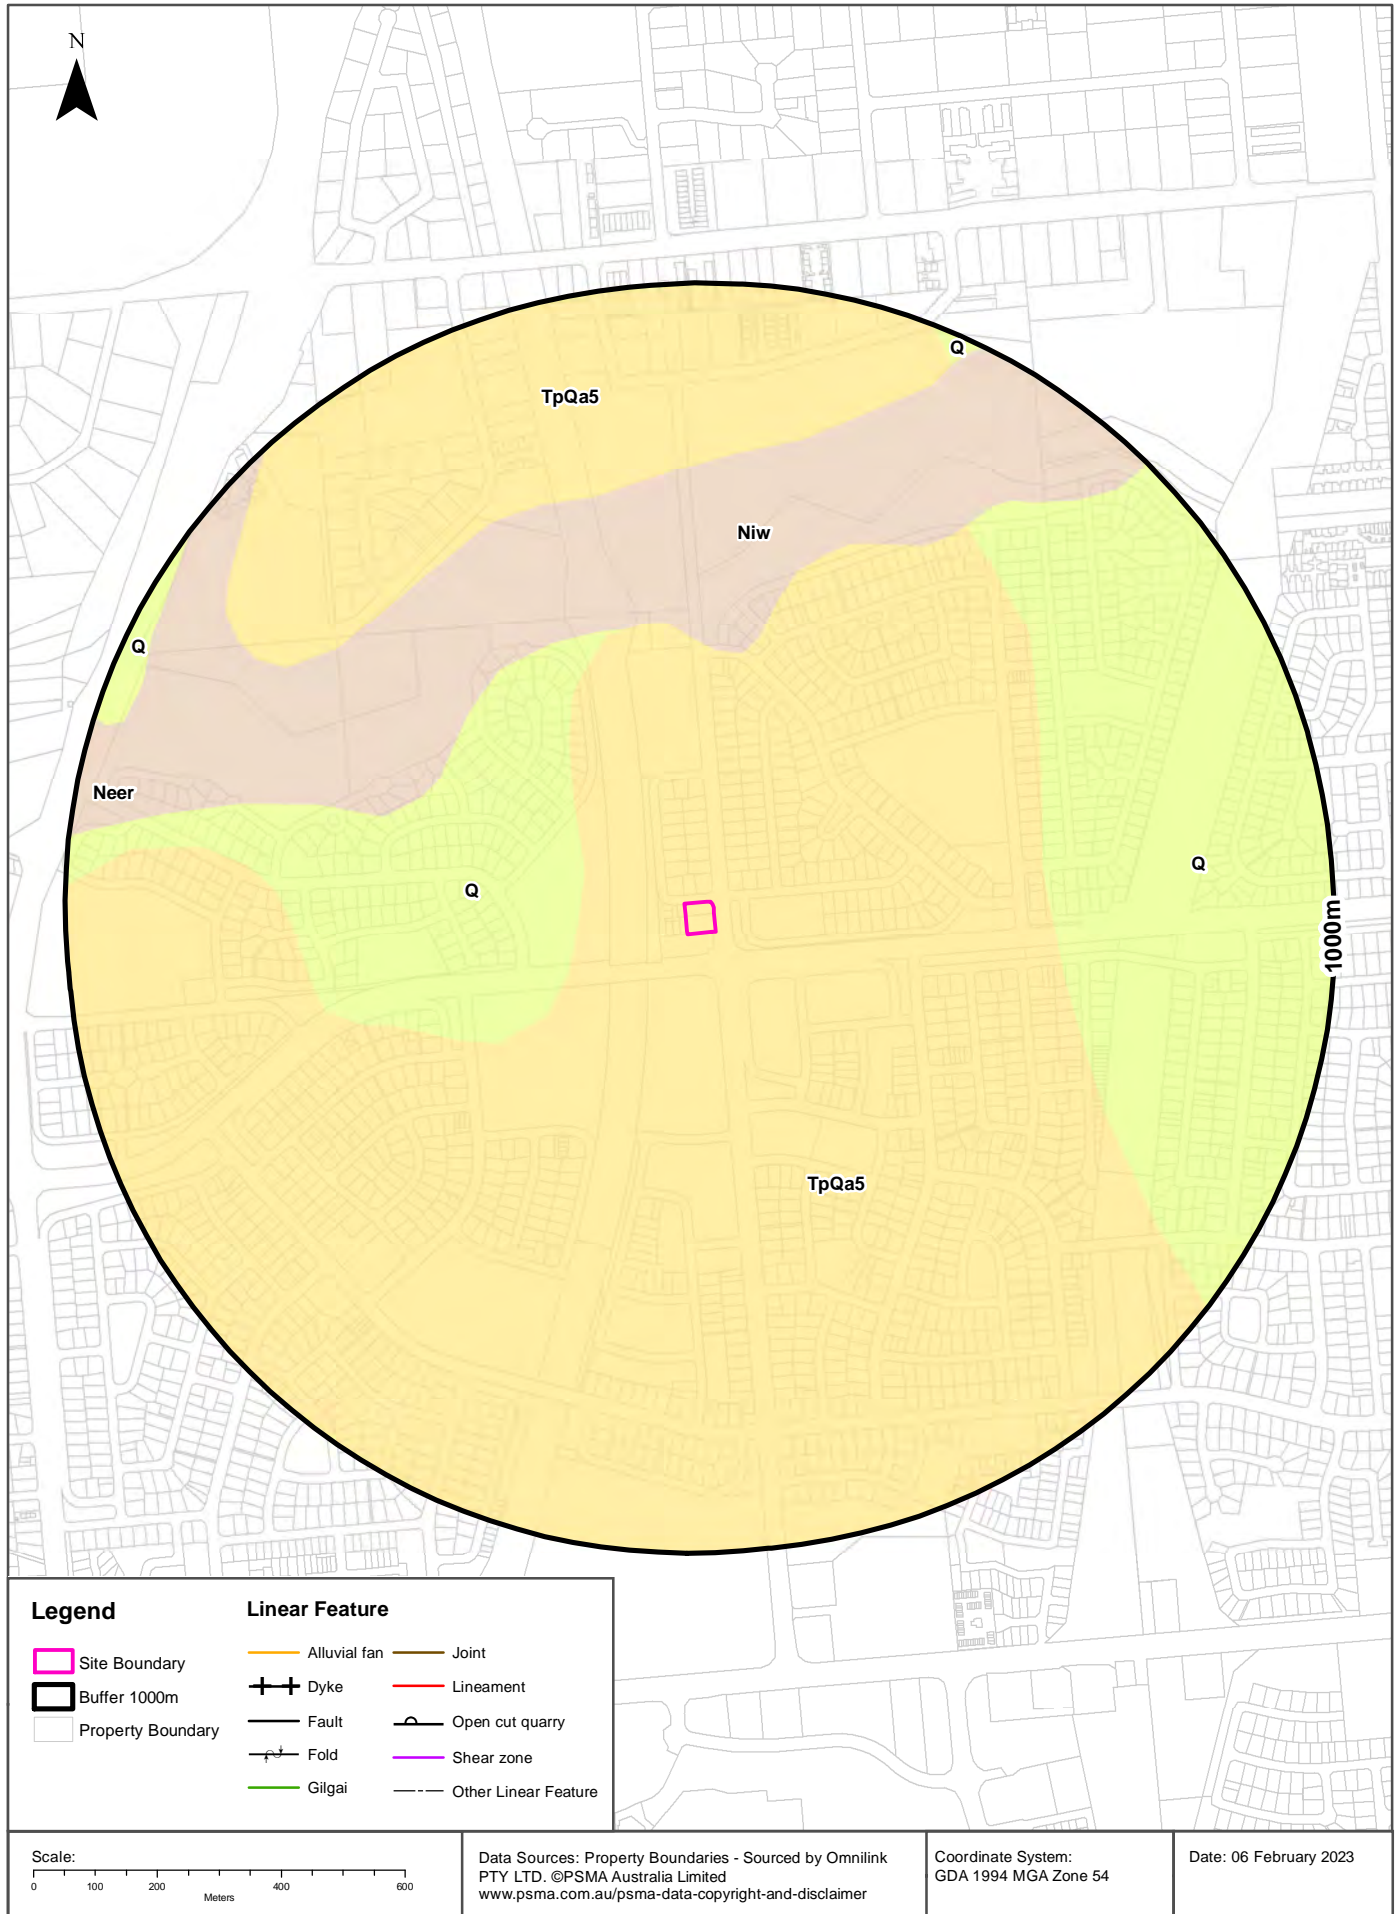 N
Q
TpQa5
Niw
Q
Neer
Q
Q
1000m
TpQa5
Legend
Site Boundary
Buffer 1000m
Property Boundary
Linear Feature
Alluvial fan
Dyke
Fault
Fold
Gilgai
Joint
Lineament
Open cut quarry
Shear zone
Other Linear Feature
Scale:
0 100 200 400 600
Meters
Data Sources: Property Boundaries - Sourced by Omnilink
PTY LTD. ©PSMA Australia Limited
www.psma.com.au/psma-data-copyright-and-disclaimer
Coordinate System:
GDA 1994 MGA Zone 54
Date: 06 February 2023